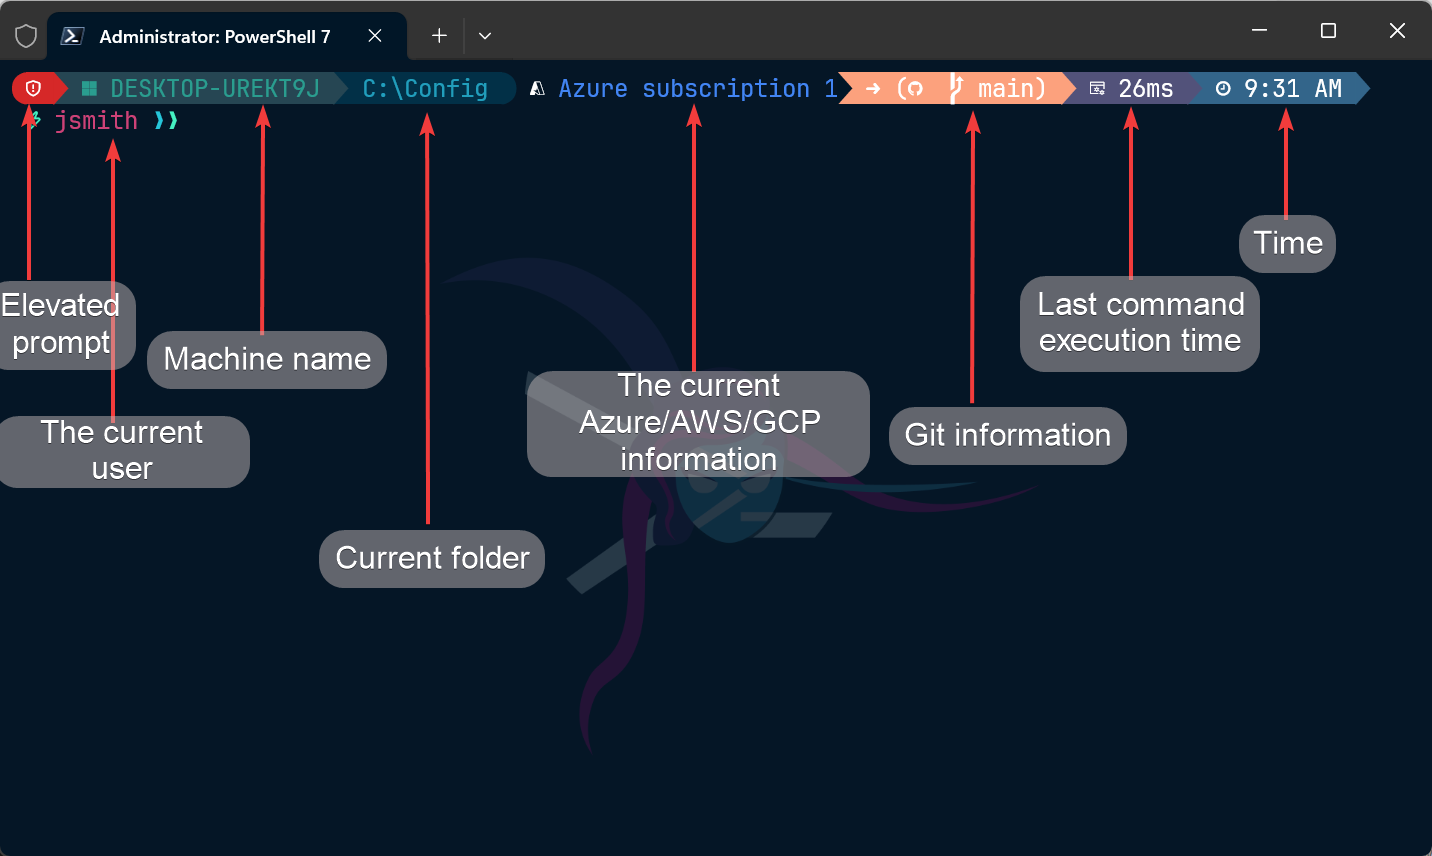 Administrator: PowerShell 7
DESKTOP-UREKT9J C:\Config Azure subscription 1 ➜ ( main) 26ms 9:31 AM
jsmith ❯❯
Time
Elevated
prompt
Last command
execution time
Machine name
The current
Azure/AWS/GCP
information
Git information
The current
user
Current folder